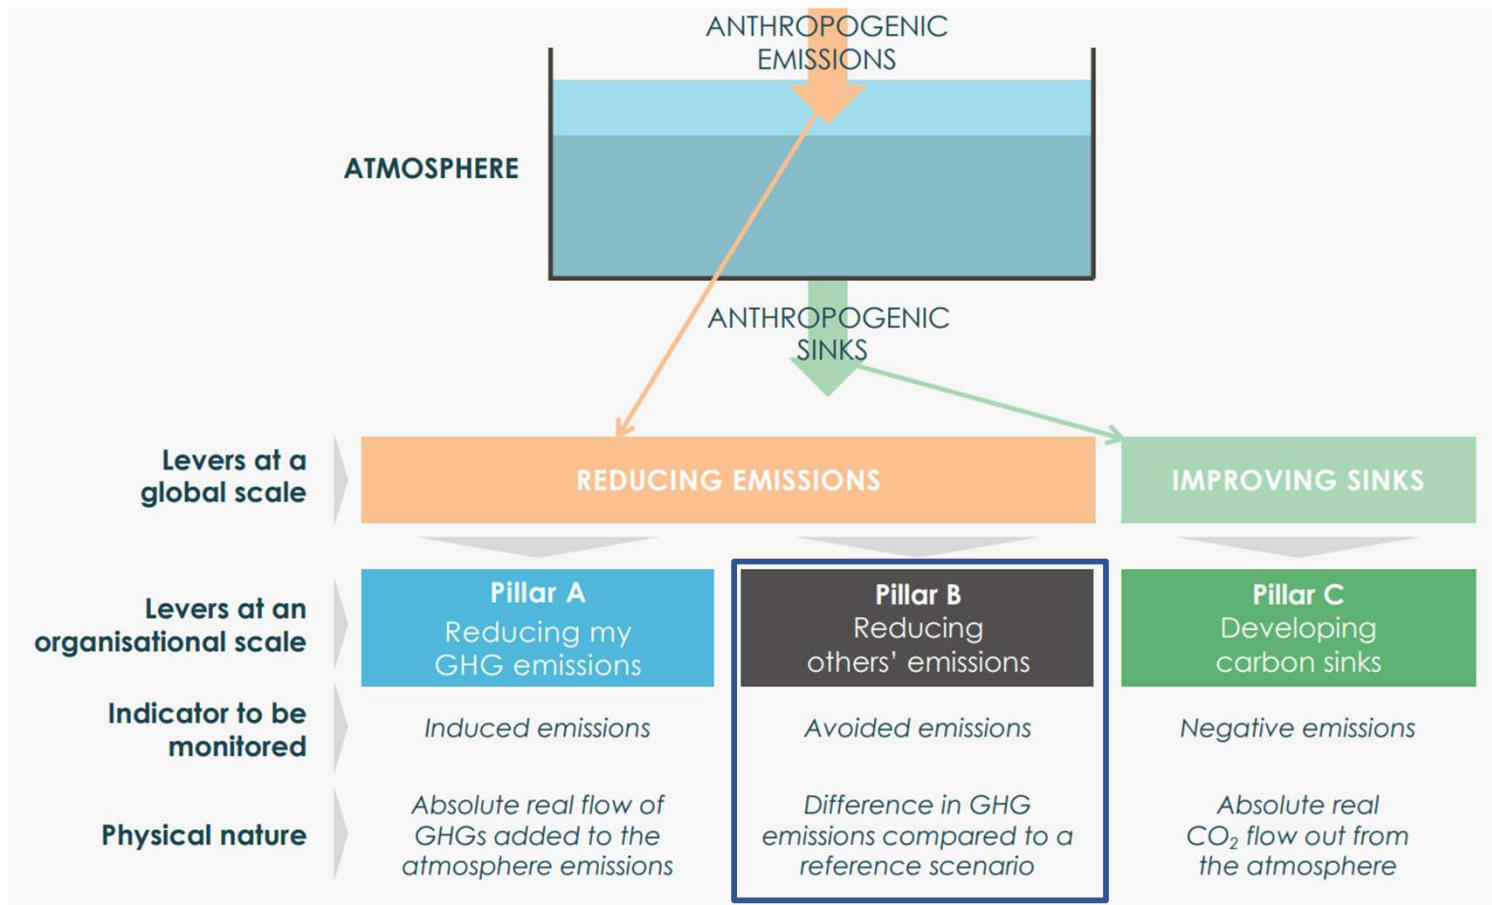 ANTHROPOGENIC
EMISSIONS
ATMOSPHERE
ANTHROPOGENIC
SINKS
Levers at a
global scale
REDUCING EMISSIONS
IMPROVING SINKS
Levers at an
organisational scale
Pillar A
Reducing my
GHG emissions
Pillar B
Reducing
others’ emissions
Pillar C
Developing
carbon sinks
Indicator to be
monitored
Induced emissions
Avoided emissions
Negative emissions
Physical nature
Absolute real flow of
GHGs added to the
atmosphere emissions
Difference in GHG
emissions compared to a
reference scenario
Absolute real
CO₂ flow out from
the atmosphere